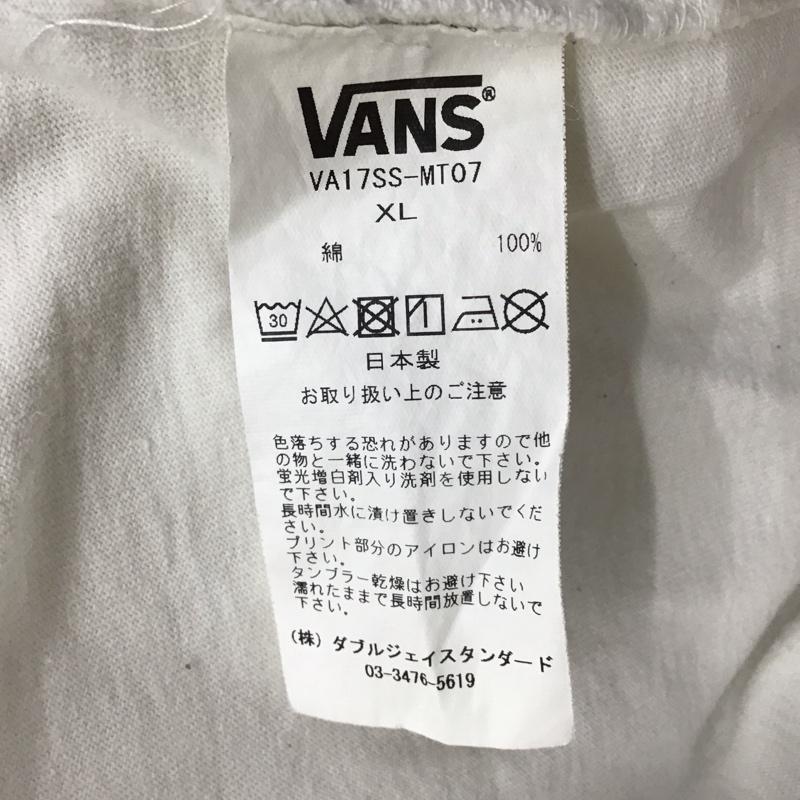 VANS®
VA17SS-MT07
XL
綿 100%
30
日本製
お取り扱い上のご注意
色落ちする恐れがありますので他
の物と一緒に洗わないで下さい。
蛍光増白剤入り洗剤を使用しない
で下さい。
長時間水に漬け置きしないでくだ
さい。
プリント部分のアイロンはお避け
下さい。
タンブラー乾燥はお避け下さい
濡れたままで長時間放置しないで
下さい。
(株)ダブルジェイスタンダード
03-3476-5619